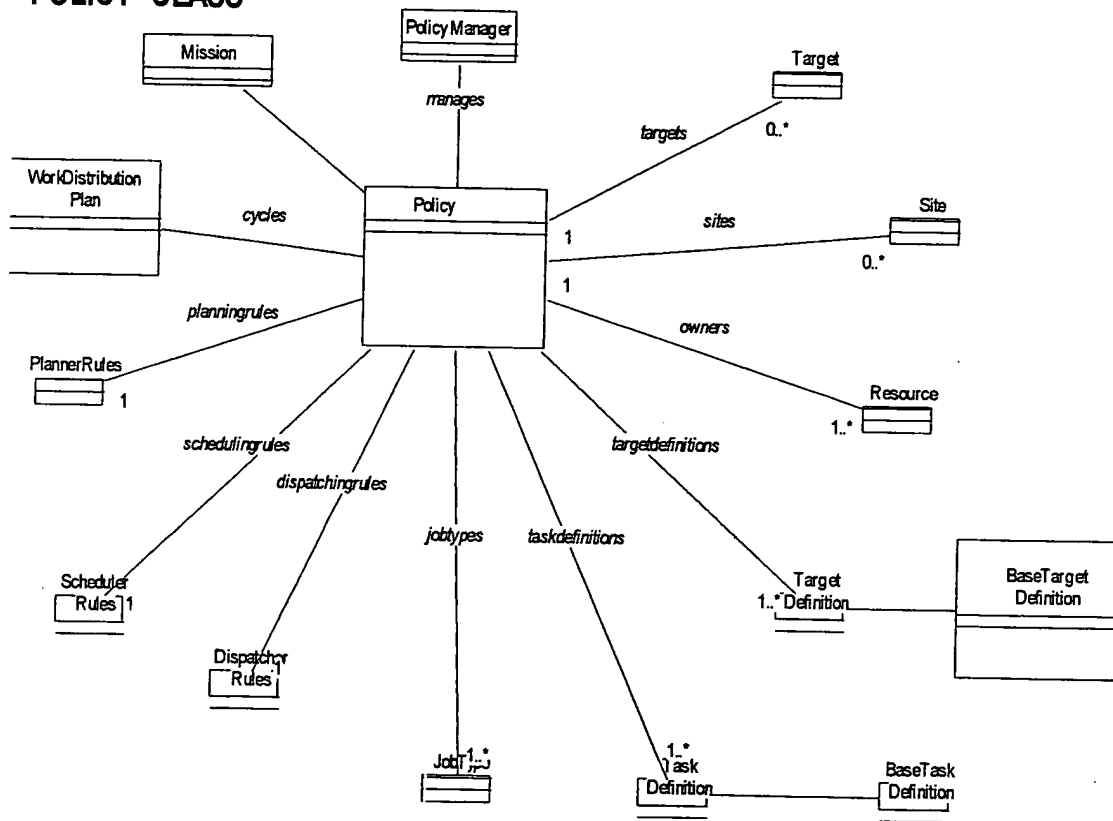 POLICY CLASS
Mission
PolicyManager
Target
manages
targets
0..*
WorkDistribution
Plan
cycles
Policy
1
sites
Site
0..*
1
planningrules
owners
PlannerRules
1
Resource
1..*
schedulingrules
targetdefinitions
dispatchingrules
jobtypes
taskdefinitions
Scheduler
Rules 1
Target
1..* Definition
BaseTarget
Definition
Dispatcher
Rules 1
1..*
1..*
Task
Definition
BaseTask
Definition